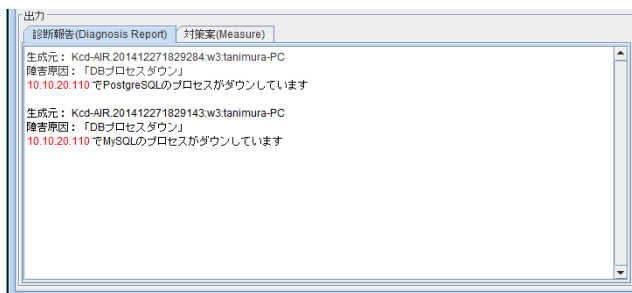 出力
診断報告(Diagnosis Report) 対策案(Measure)
生成元： Kcd-AIR.201412271829284:w3:tanimura-PC
障害原因：「DBプロセスダウン」
10.10.20.110 でPostgreSQLのプロセスがダウンしています
生成元： Kcd-AIR.201412271829143:w3:tanimura-PC
障害原因：「DBプロセスダウン」
10.10.20.110 でMySQLのプロセスがダウンしています